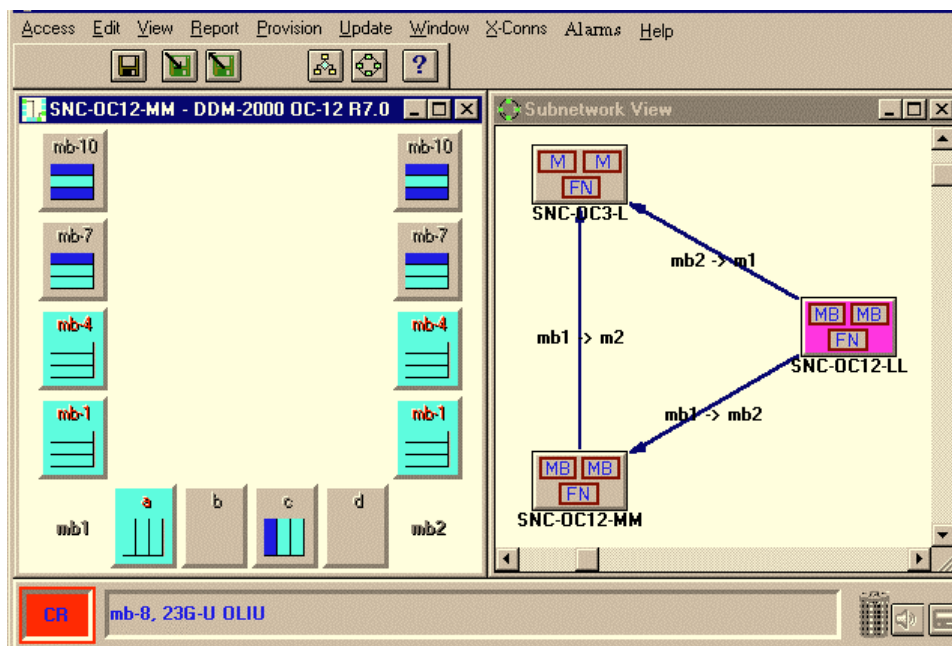 Access Edit View Report Provision Update Window X-Conns Alarms Help
?
SNC-OC12-MM - DDM-2000 OC-12 R7.0
mb-10 mb-10
mb-7 mb-7
mb-4 mb-4
mb-1 mb-1
mb1 a b c d mb2
Subnetwork View
M M
FN
SNC-OC3-L
mb2 -> m1
MB MB
FN
SNC-OC12-LL
mb1 -> m2
mb1 -> mb2
MB MB
FN
SNC-OC12-MM
CR mb-8, 23G-U OLIU